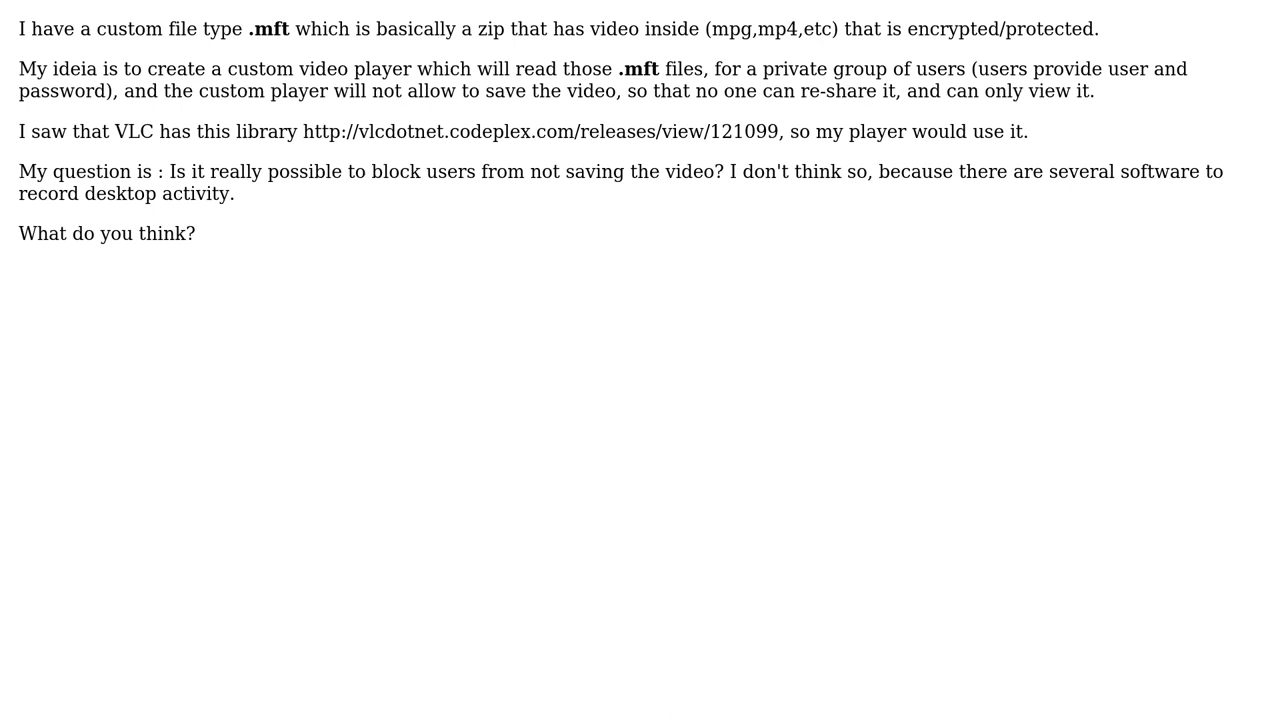 I have a custom file type .mft which is basically a zip that has video inside (mpg,mp4,etc) that is encrypted/protected.
My ideia is to create a custom video player which will read those .mft files, for a private group of users (users provide user and
password), and the custom player will not allow to save the video, so that no one can re-share it, and can only view it.
I saw that VLC has this library http://vlcdotnet.codeplex.com/releases/view/121099, so my player would use it.
My question is : Is it really possible to block users from not saving the video? I don't think so, because there are several software to
record desktop activity.
What do you think?